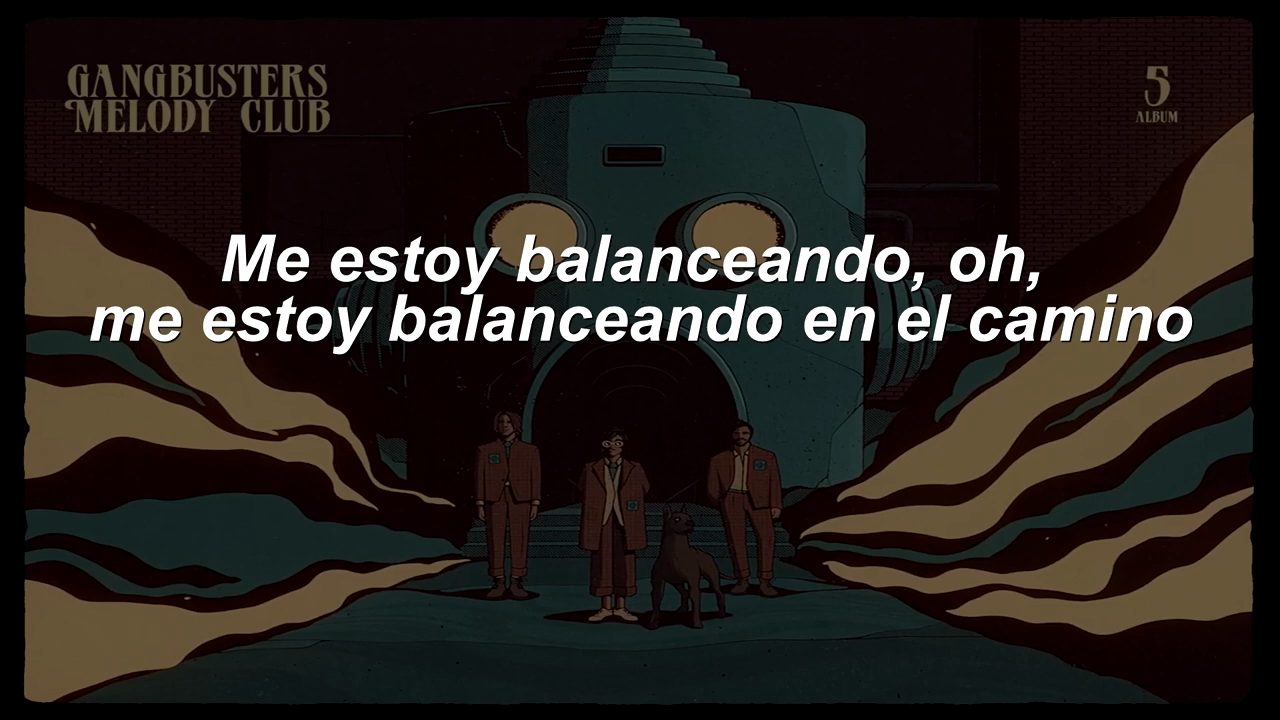 GANGBUSTERS
MELODY CLUB
5
ALBUM
Me estoy balanceando, oh,
me estoy balanceando en el camino